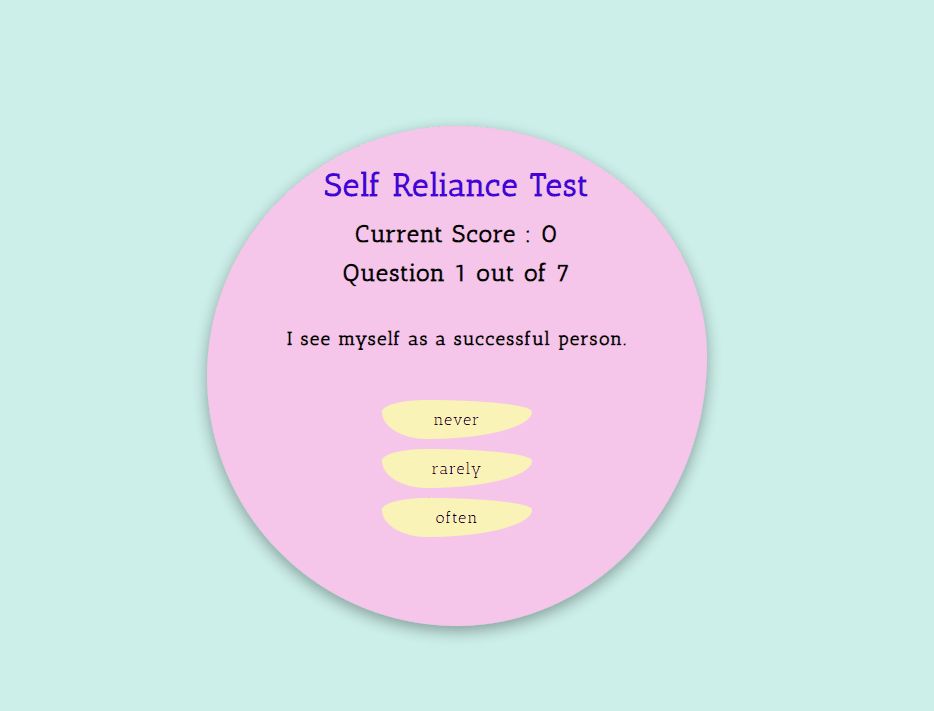 Self Reliance Test
Current Score : 0
Question 1 out of 7
I see myself as a successful person.
never
rarely
often